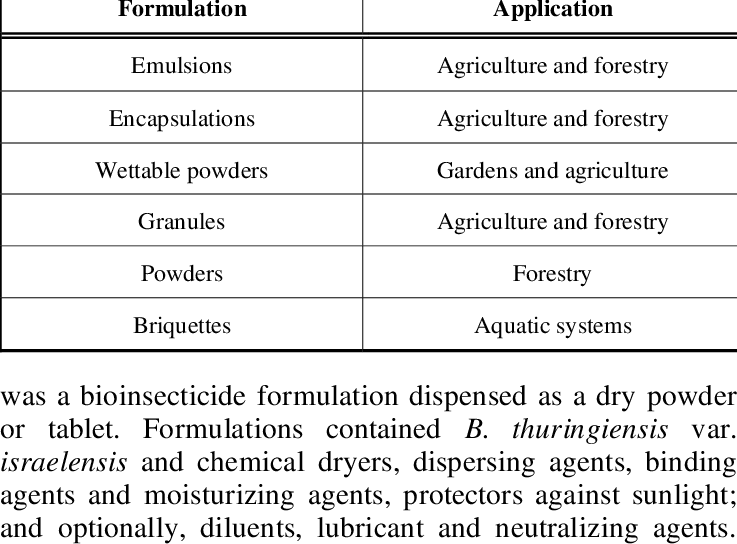 Formulation Application
Emulsions Agriculture and forestry
Encapsulations Agriculture and forestry
Wettable powders Gardens and agriculture
Granules Agriculture and forestry
Powders Forestry
Briquettes Aquatic systems
was a bioinsecticide formulation dispensed as a dry powder
or tablet. Formulations contained B. thuringiensis var.
israelensis and chemical dryers, dispersing agents, binding
agents and moisturizing agents, protectors against sunlight;
and optionally, diluents, lubricant and neutralizing agents.